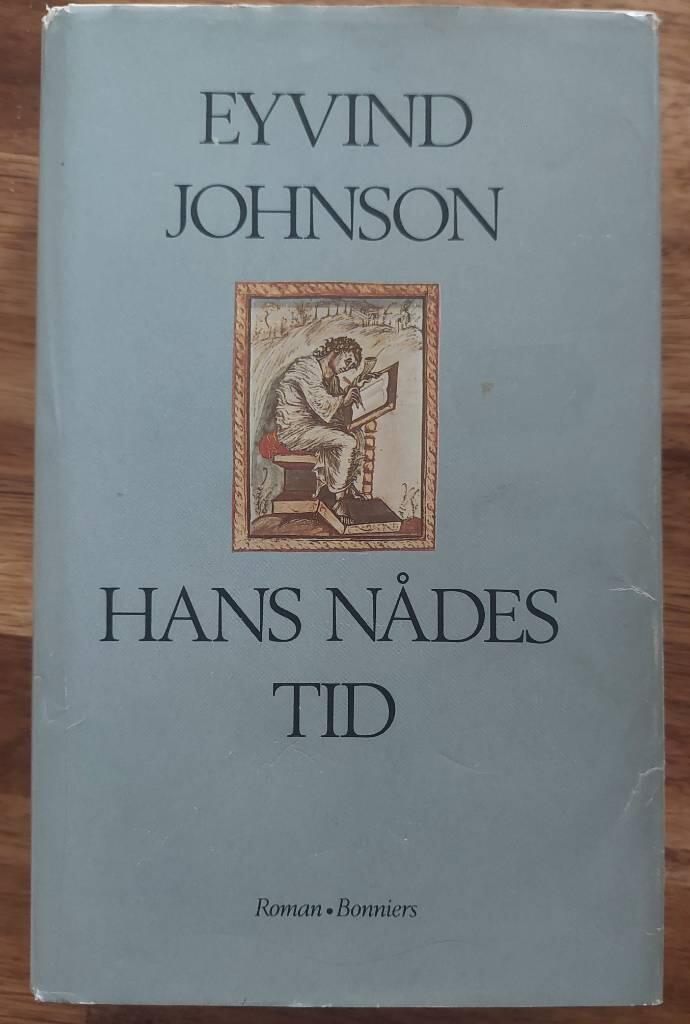 EYVIND
JOHNSON
HANS NÅDES
TID
Roman • Bonniers